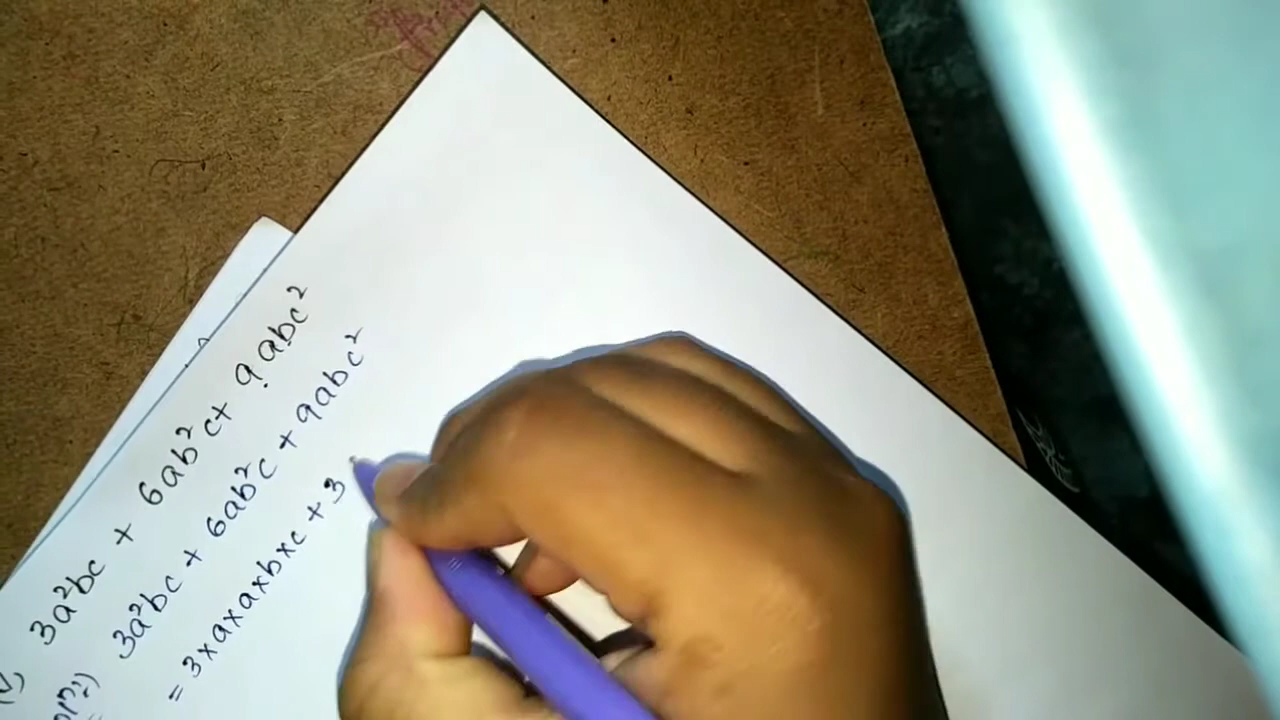 3a²bc + 6ab²c + 9abc²
3a²bc + 6ab²c + 9abc²
= 3×a×a×b×c + 3